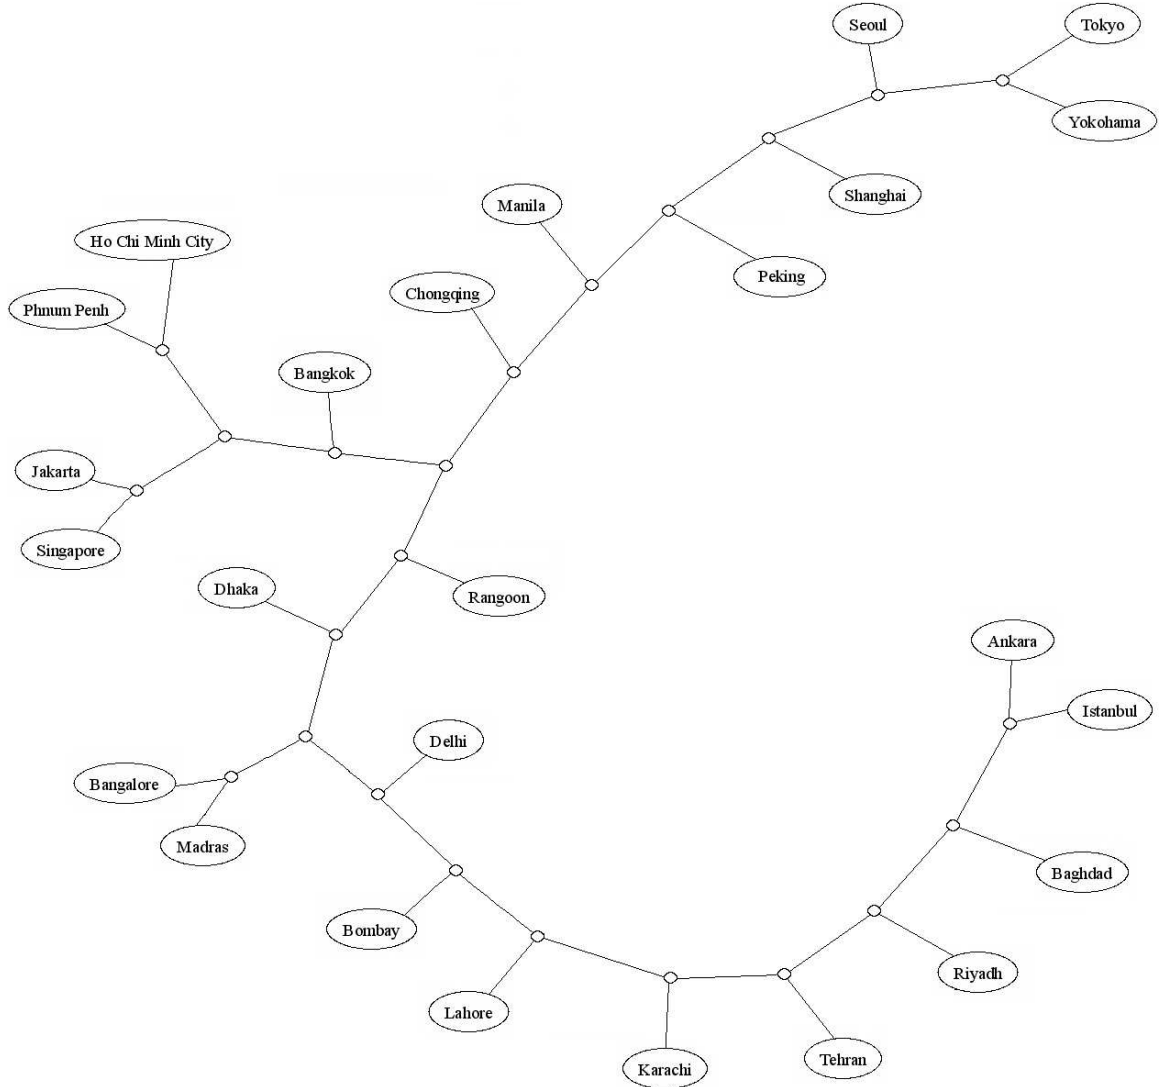 Seoul
Tokyo
Yokohama
Shanghai
Manila
Ho Chi Minh City
Peking
Chongqing
Phnum Penh
Bangkok
Jakarta
Singapore
Dhaka
Rangoon
Ankara
Istanbul
Delhi
Bangalore
Madras
Baghdad
Bombay
Riyadh
Lahore
Tehran
Karachi